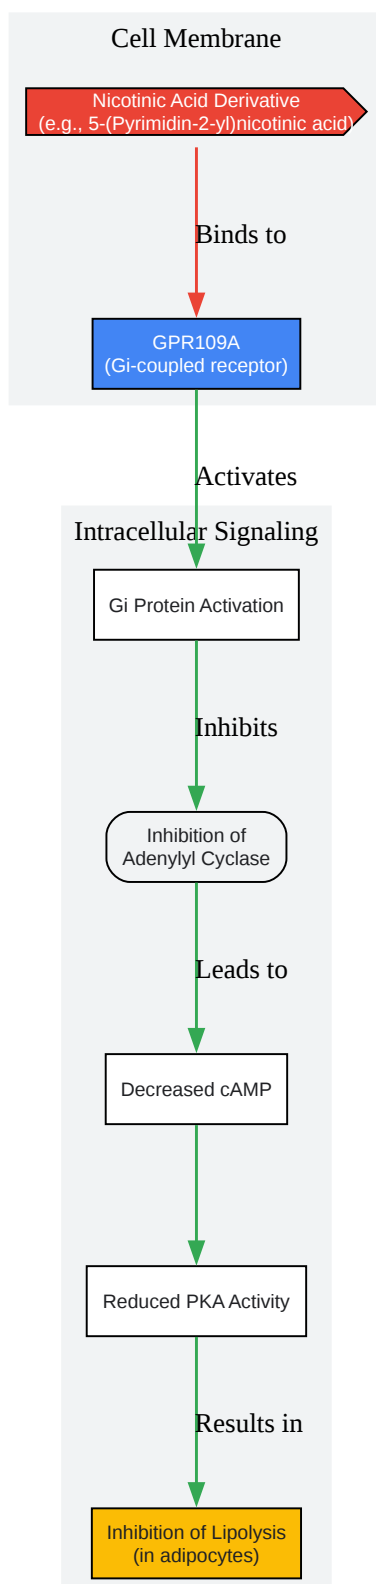 Cell Membrane
Nicotinic Acid Derivative
(e.g., 5-(Pyrimidin-2-yl)nicotinic acid)
Binds to
GPR109A
(Gi-coupled receptor)
Activates
Intracellular Signaling
Gi Protein Activation
Inhibits
Inhibition of
Adenylyl Cyclase
Leads to
Decreased cAMP
Reduced PKA Activity
Results in
Inhibition of Lipolysis
(in adipocytes)